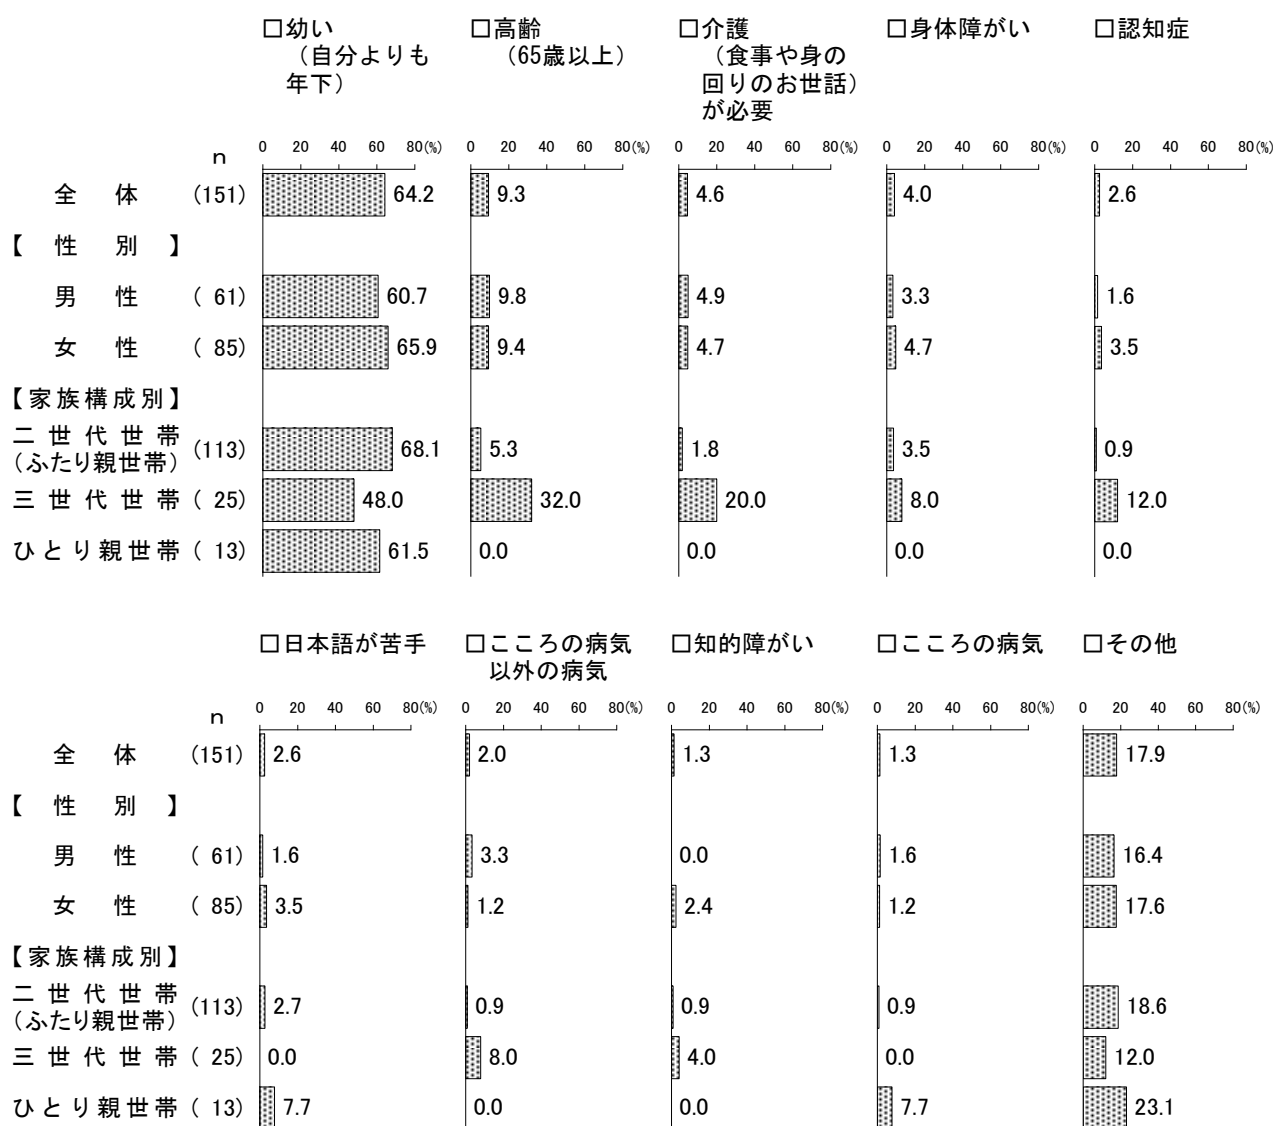 □幼い □高齢 □介護 □身体障がい □認知症
（自分よりも （65歳以上） （食事や身の
年下） 回りのお世話）
が必要
0 20 40 60 80(%) 0 20 40 60 80(%) 0 20 40 60 80(%) 0 20 40 60 80(%) 0 20 40 60 80(%)
n
全体 (151) 64.2 9.3 4.6 4.0 2.6
【性別】
男性 ( 61) 60.7 9.8 4.9 3.3 1.6
女性 ( 85) 65.9 9.4 4.7 4.7 3.5
【家族構成別】
二世代世帯
（ふたり親世帯） (113) 68.1 5.3 1.8 3.5 0.9
三世代世帯 ( 25) 48.0 32.0 20.0 8.0 12.0
ひとり親世帯 ( 13) 61.5 0.0 0.0 0.0 0.0
□日本語が苦手 □こころの病気 □知的障がい □こころの病気 □その他
以外の病気
0 20 40 60 80(%) 0 20 40 60 80(%) 0 20 40 60 80(%) 0 20 40 60 80(%) 0 20 40 60 80(%)
n
全体 (151) 2.6 2.0 1.3 1.3 17.9
【性別】
男性 ( 61) 1.6 3.3 0.0 1.6 16.4
女性 ( 85) 3.5 1.2 2.4 1.2 17.6
【家族構成別】
二世代世帯
（ふたり親世帯） (113) 2.7 0.9 0.9 0.9 18.6
三世代世帯 ( 25) 0.0 8.0 4.0 0.0 12.0
ひとり親世帯 ( 13) 7.7 0.0 0.0 7.7 23.1